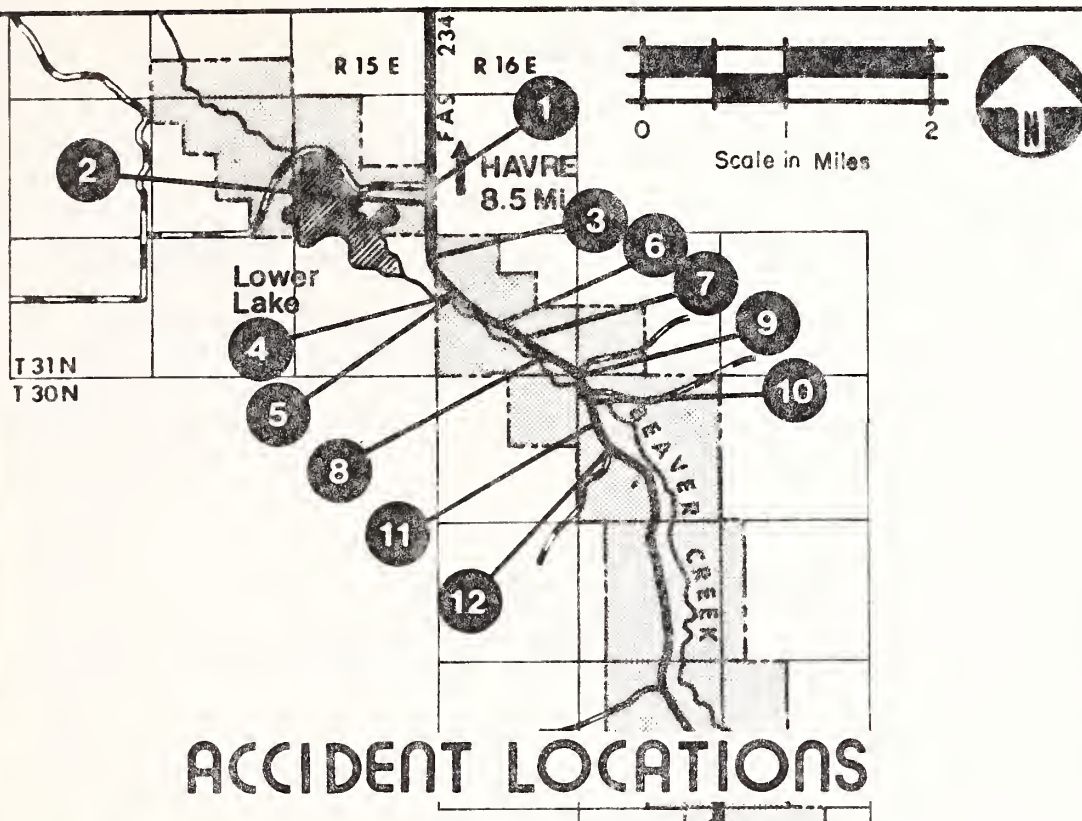 R 15 E
FAS 234
R 16 E
0 1 2
Scale in Miles
N
1
2
HAVRE
8.5 Mi.
3
6
7
Lower
Lake
4
9
T 31 N
T 30 N
5
10
8
EAVER CREEK
11
12
ACCIDENT LOCATIONS